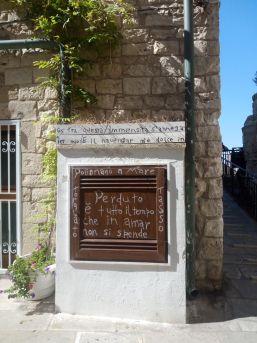 tra questa immensità s'annega
il naufragar m'è dolce in
Polignano a Mare
Torquato
Perduto
è tutto il tempo
che in amar
non si spende
Tasso